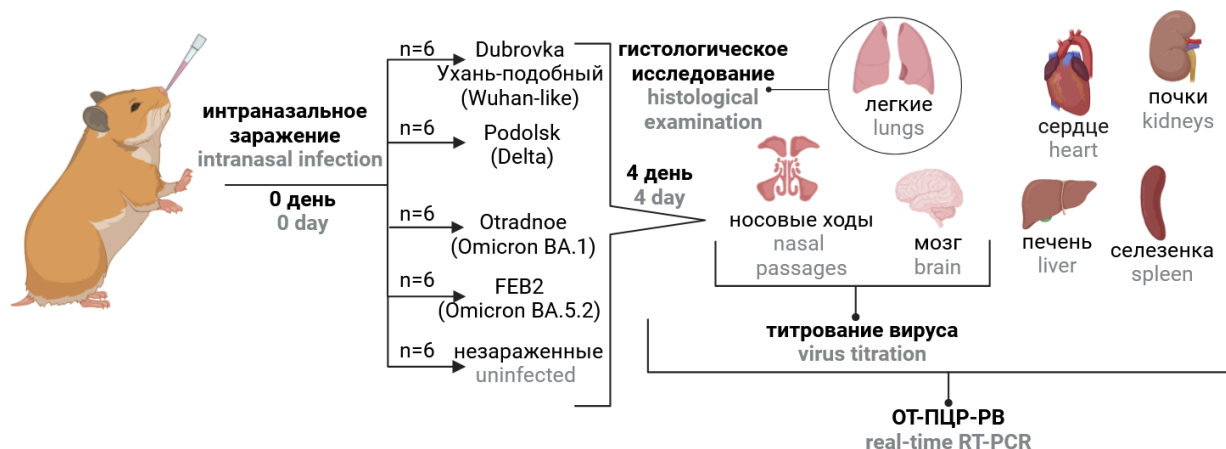 интраназальное
заражение
intranasal infection
0 день
0 day
n=6
Dubrovka
Ухань-подобный
(Wuhan-like)
n=6
Podolsk
(Delta)
n=6
Otradnoe
(Omicron BA.1)
n=6
FEB2
(Omicron BA.5.2)
n=6
незараженные
uninfected
гистологическое
исследование
histological
examination
4 день
4 day
легкие
lungs
носовые ходы
nasal
passages
мозг
brain
сердце
heart
почки
kidneys
печень
liver
селезенка
spleen
титрование вируса
virus titration
ОТ-ПЦР-РВ
real-time RT-PCR